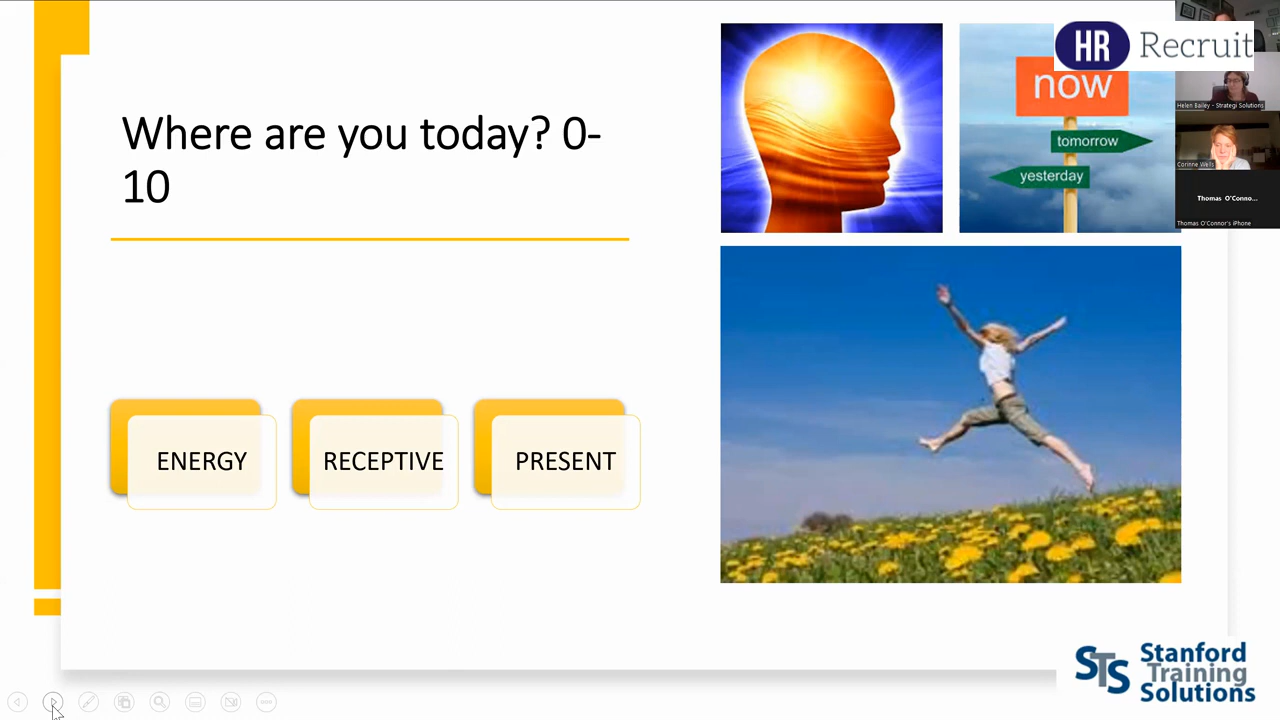 Where are you today? 0-
10
ENERGY
RECEPTIVE
PRESENT
now
tomorrow
yesterday
HR Recruit
Helen Bailey - Strategi Solutions
Corinne Wells
Thomas O'Conno...
Thomas O'Connor's iPhone
STS
Stanford
Training
Solutions